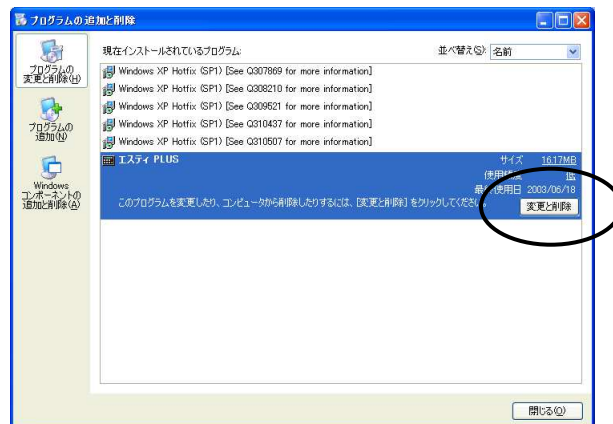 プログラムの追加と削除
プログラムの
変更と削除(H)
プログラムの
追加(N)
Windows
コンポーネントの
追加と削除(A)
現在インストールされているプログラム:
並べ替え(S): 名前
Windows XP Hotfix (SP1) [See Q307869 for more information]
Windows XP Hotfix (SP1) [See Q308210 for more information]
Windows XP Hotfix (SP1) [See Q309521 for more information]
Windows XP Hotfix (SP1) [See Q310437 for more information]
Windows XP Hotfix (SP1) [See Q310507 for more information]
エスティ PLUS
サイズ 16.17MB
使用頻度 低
最終使用日 2003/06/18
このプログラムを変更したり、コンピュータから削除したりするには、[変更と削除] をクリックしてください。
変更と削除
閉じる(O)